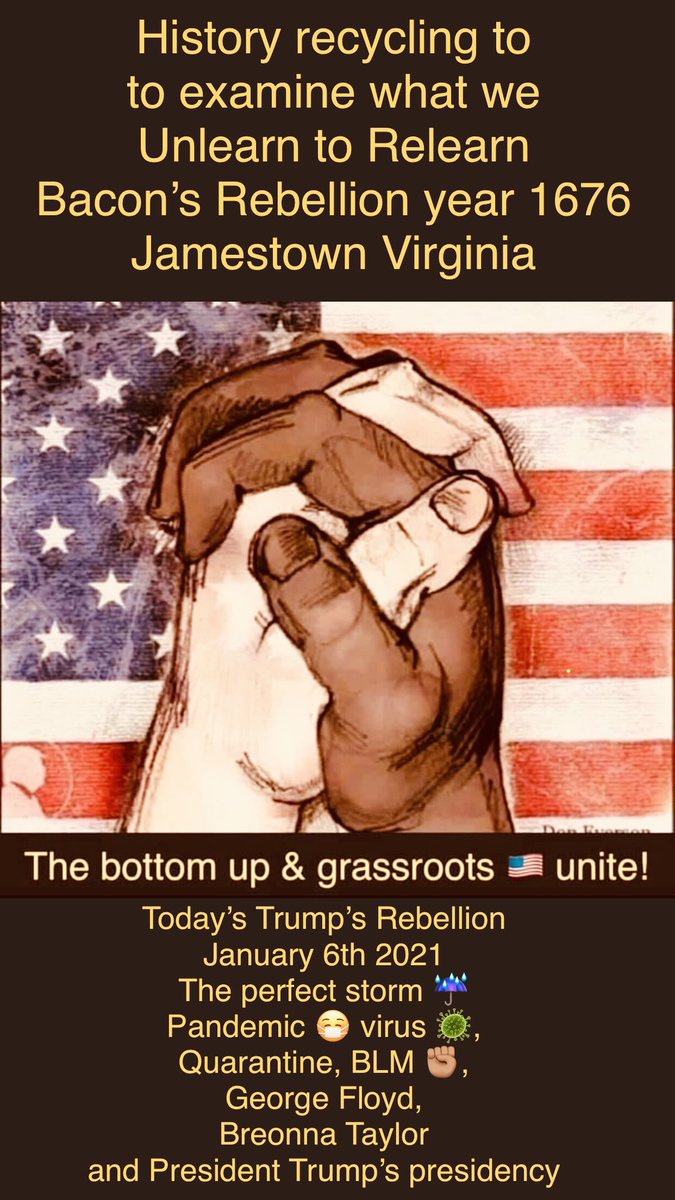 History recycling to
to examine what we
Unlearn to Relearn
Bacon’s Rebellion year 1676
Jamestown Virginia
The bottom up & grassroots 🇺🇸 unite!
Today’s Trump’s Rebellion
January 6th 2021
The perfect storm ☔
Pandemic 😷 virus 🦠,
Quarantine, BLM ✊🏽,
George Floyd,
Breonna Taylor
and President Trump’s presidency